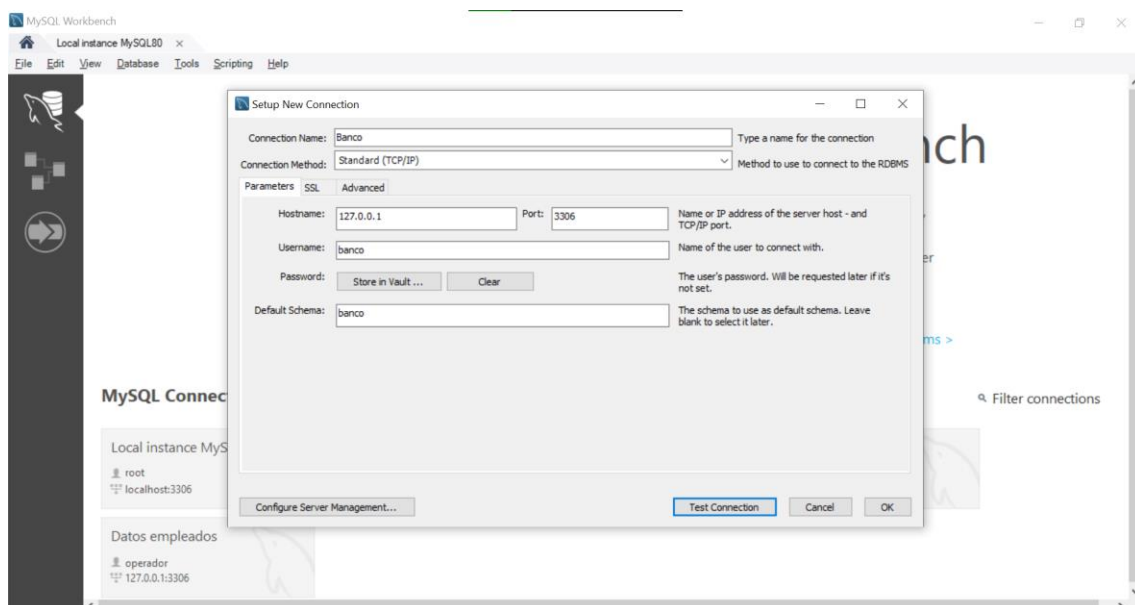 MySQL Workbench
Local instance MySQL80
File Edit View Database Tools Scripting Help
Setup New Connection
Connection Name: Banco Type a name for the connection
Connection Method: Standard (TCP/IP) Method to use to connect to the RDBMS
Parameters SSL Advanced
Hostname: 127.0.0.1 Port: 3306 Name or IP address of the server host - and
TCP/IP port.
Username: banco Name of the user to connect with.
Password: Store in Vault ... Clear The user's password. Will be requested later if it's
not set.
Default Schema: banco The schema to use as default schema. Leave
blank to select it later.
Configure Server Management... Test Connection Cancel OK
nch
er
ms >
MySQL Connec
Filter connections
Local instance MyS
root
localhost:3306
Datos empleados
operador
127.0.0.1:3306